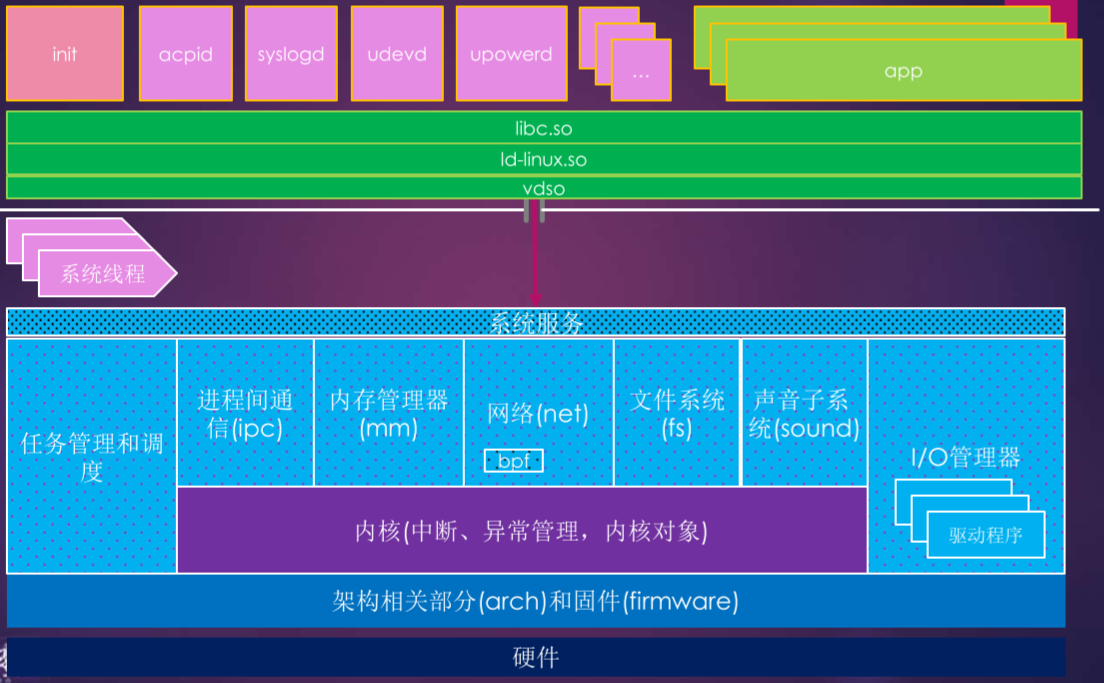 init
acpid
syslogd
udevd
upowerd
...
app
libc.so
ld-linux.so
vdso
系统线程
系统服务
任务管理和调
度
进程间通
信(ipc)
内存管理器
(mm)
网络(net)
bpf
文件系统
(fs)
声音子系
统(sound)
I/O管理器
驱动程序
内核(中断、异常管理，内核对象)
架构相关部分(arch)和固件(firmware)
硬件